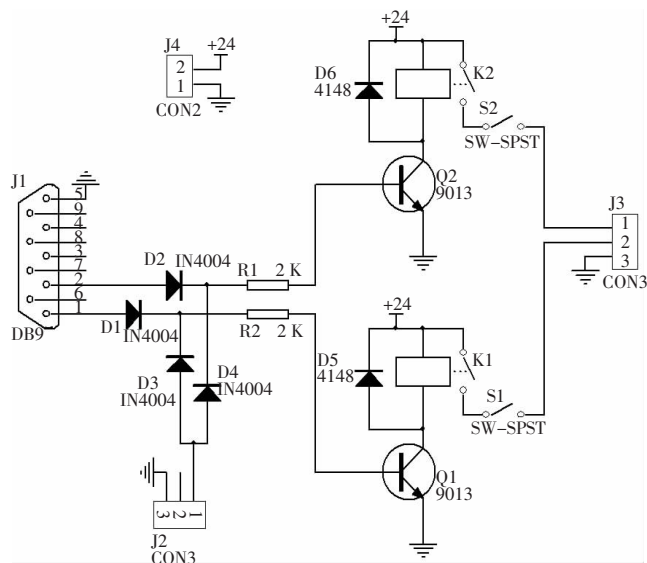 J4
+24
2
1
CON2
+24
D6
4148
K2
S2
SW-SPST
Q2
9013
J1
5
9
4
8
3
7
2
6
1
DB9
D2
IN4004
R1
2 K
D1
IN4004
R2
2 K
D3
IN4004
D4
IN4004
J3
1
2
3
CON3
+24
D5
4148
K1
S1
SW-SPST
Q1
9013
3
2
1
J2
CON3